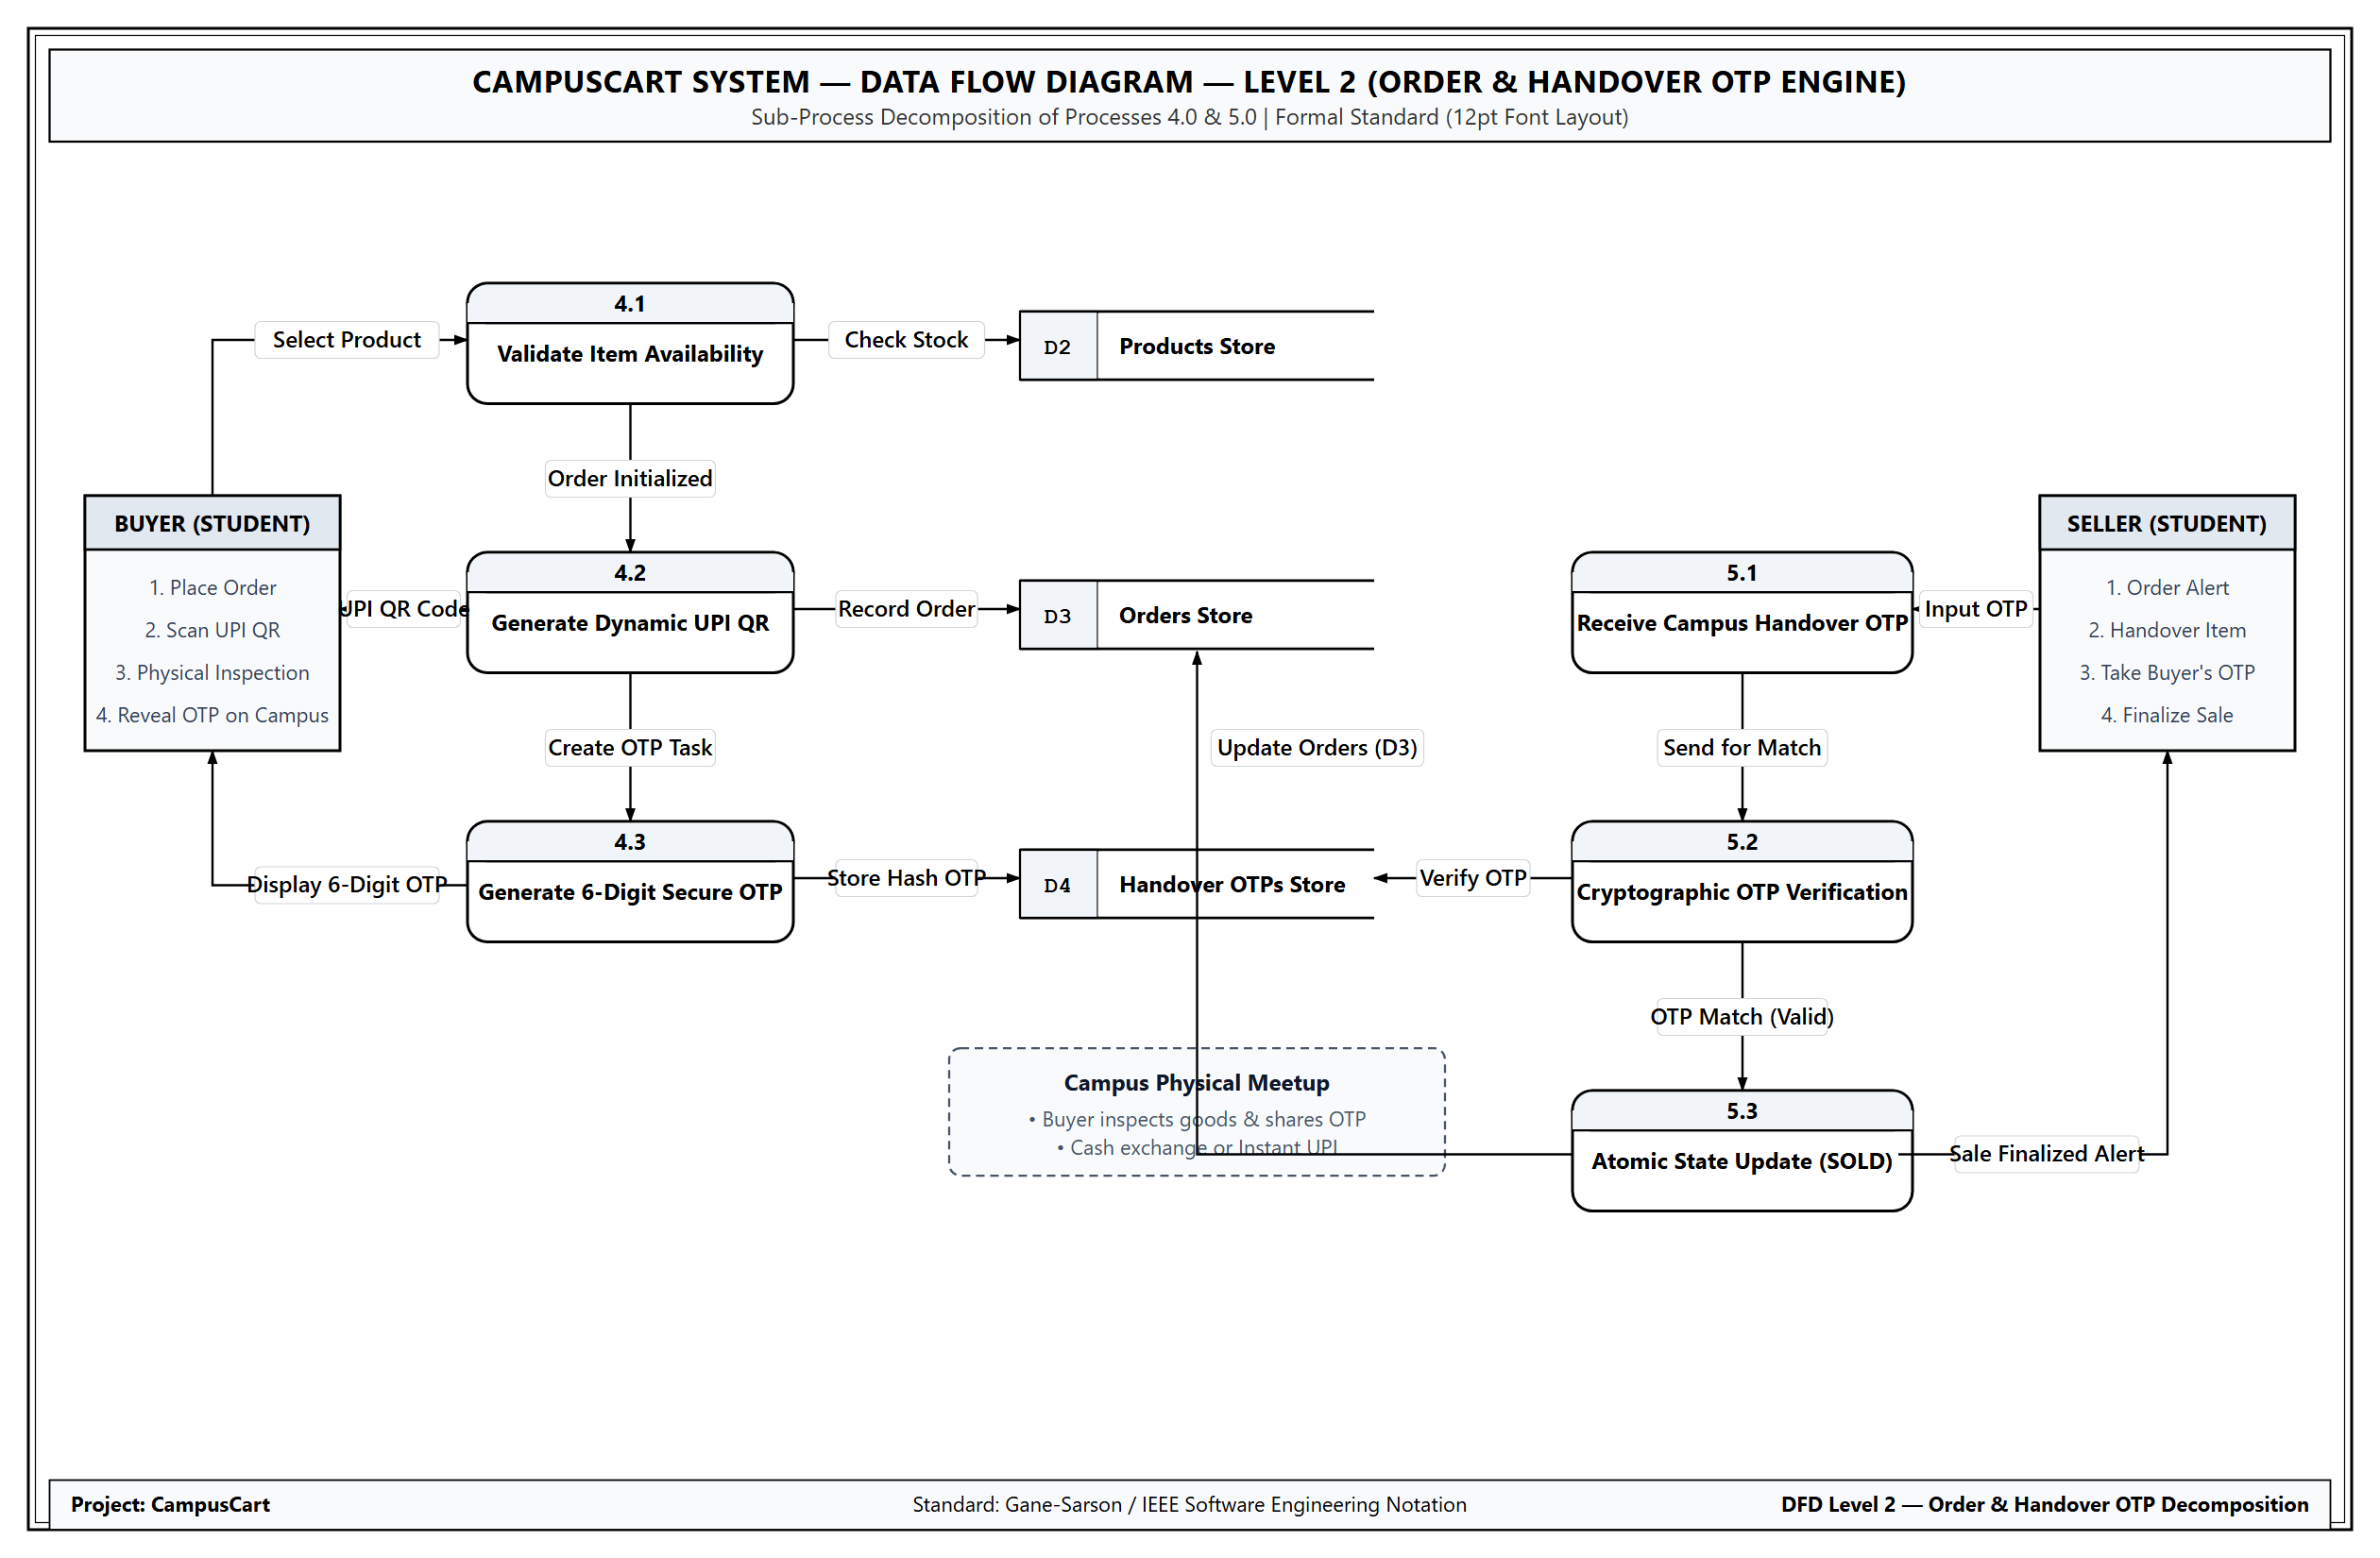 CAMPUSCART SYSTEM — DATA FLOW DIAGRAM — LEVEL 2 (ORDER & HANDOVER OTP ENGINE)
Sub-Process Decomposition of Processes 4.0 & 5.0 | Formal Standard (12pt Font Layout)
4.1
Validate Item Availability
Select Product
Check Stock
D2
Products Store
Order Initialized
BUYER (STUDENT)
1. Place Order
2. Scan UPI QR
3. Physical Inspection
4. Reveal OTP on Campus
UPI QR Code
4.2
Generate Dynamic UPI QR
Record Order
D3
Orders Store
5.1
Receive Campus Handover OTP
Input OTP
SELLER (STUDENT)
1. Order Alert
2. Handover Item
3. Take Buyer's OTP
4. Finalize Sale
Create OTP Task
Update Orders (D3)
Send for Match
Display 6-Digit OTP
4.3
Generate 6-Digit Secure OTP
Store Hash OTP
D4
Handover OTPs Store
Verify OTP
5.2
Cryptographic OTP Verification
OTP Match (Valid)
Campus Physical Meetup
• Buyer inspects goods & shares OTP
• Cash exchange or Instant UPI
5.3
Atomic State Update (SOLD)
Sale Finalized Alert
Project: CampusCart
Standard: Gane-Sarson / IEEE Software Engineering Notation
DFD Level 2 — Order & Handover OTP Decomposition